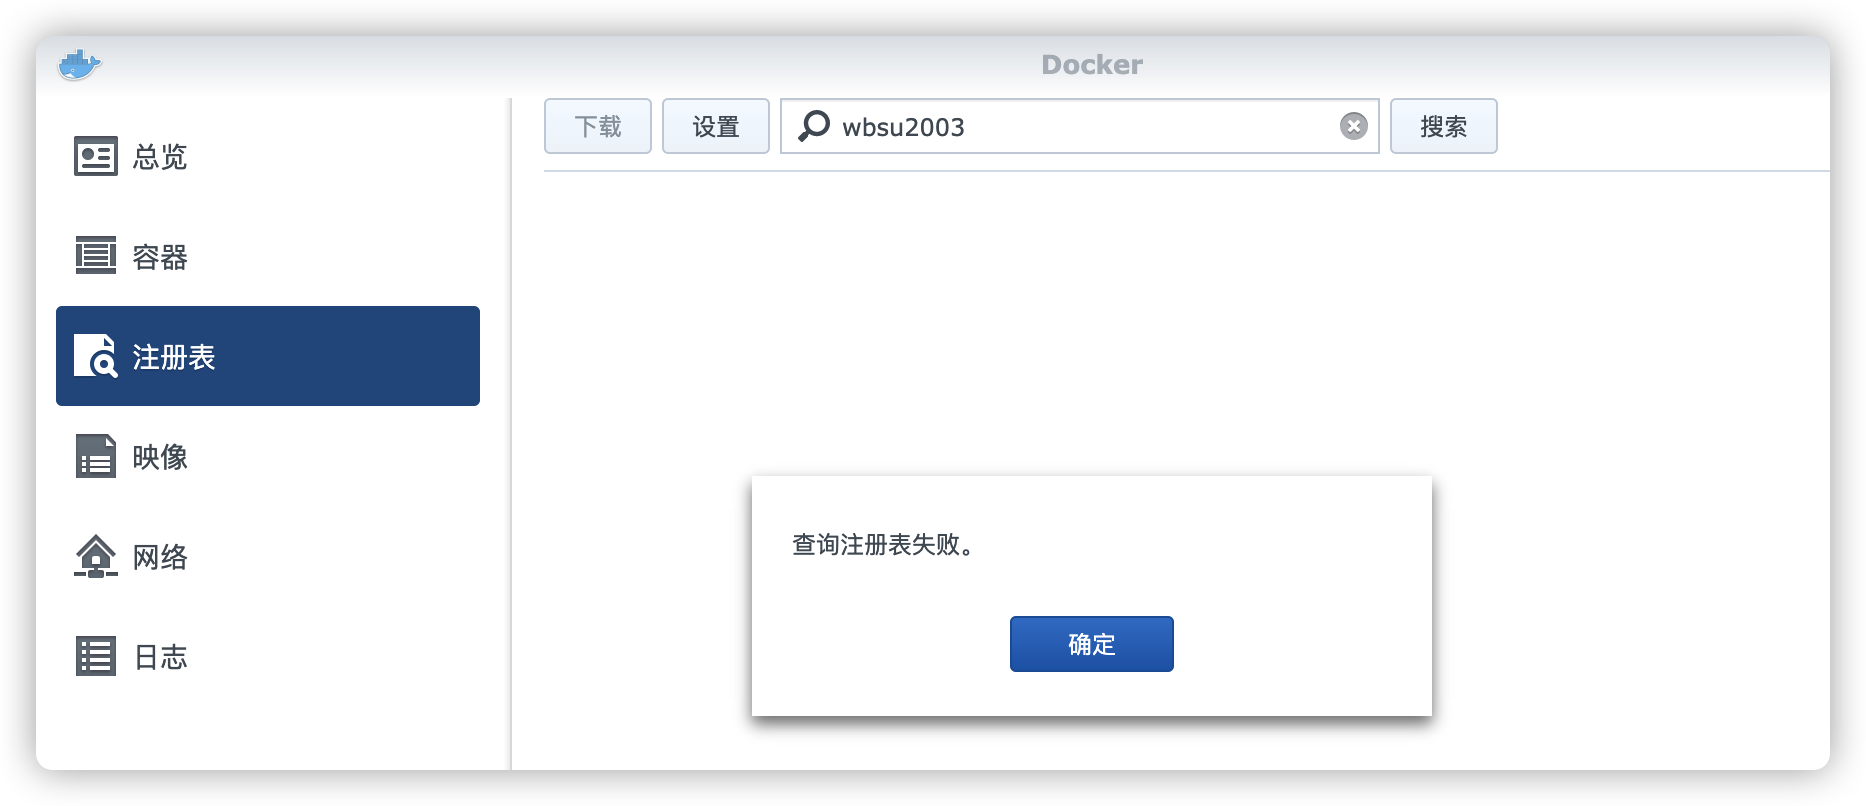 Docker
总览
容器
注册表
映像
网络
日志
下载
设置
wbsu2003
搜索
查询注册表失败。
确定